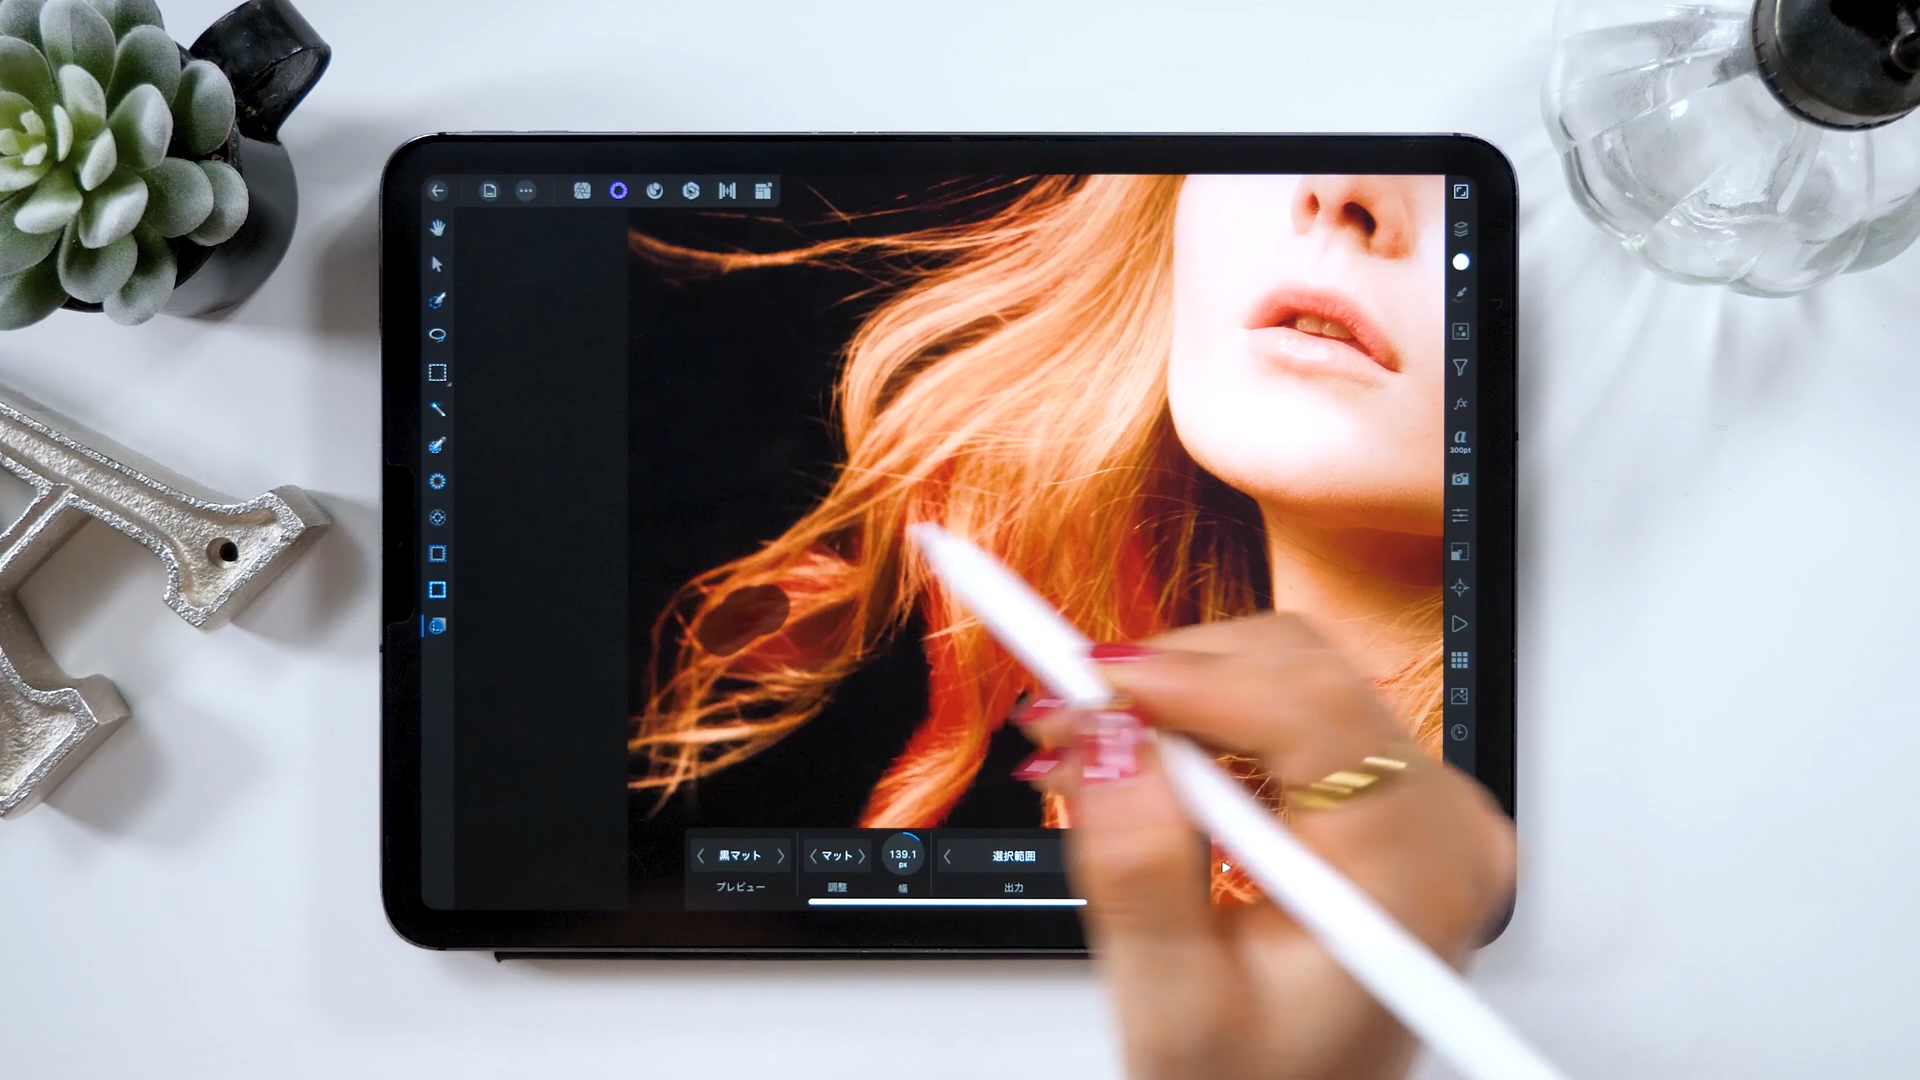 a
300pt
fx
黒マット
マット
139.1
px
選択範囲
プレビュー
調整
幅
出力